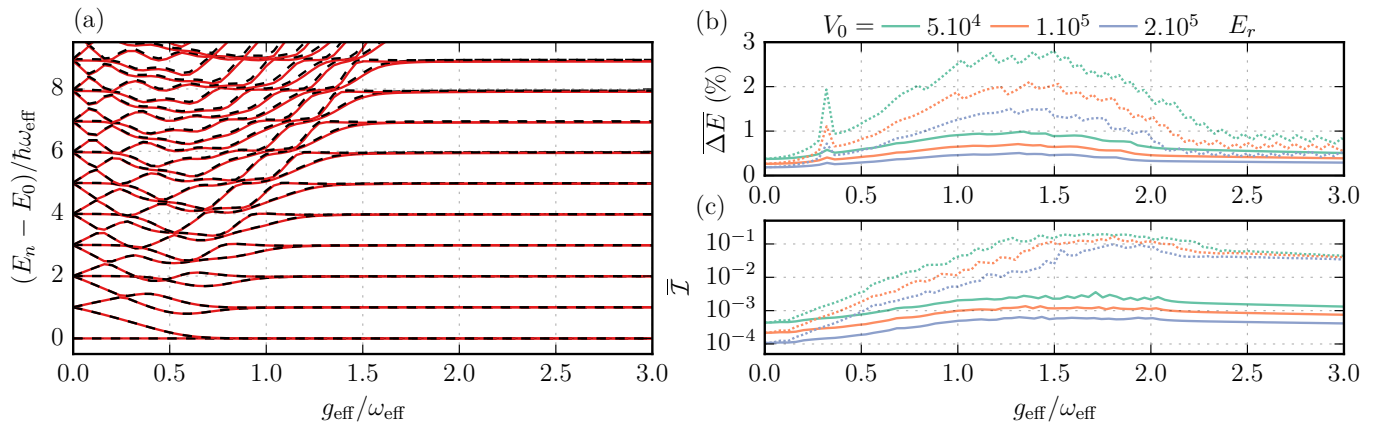 (a)
(E_n − E_0)/ħω_eff
8
6
4
2
0
0.0 0.5 1.0 1.5 2.0 2.5 3.0
g_eff/ω_eff
(b) V_0 = 5.10^4 1.10^5 2.10^5 E_r
\overline{ΔE} (%)
3
2
1
0
0.0 0.5 1.0 1.5 2.0 2.5 3.0
(c)
\overline{\overline{I}}
10^−1
10^−2
10^−3
10^−4
0.0 0.5 1.0 1.5 2.0 2.5 3.0
g_eff/ω_eff